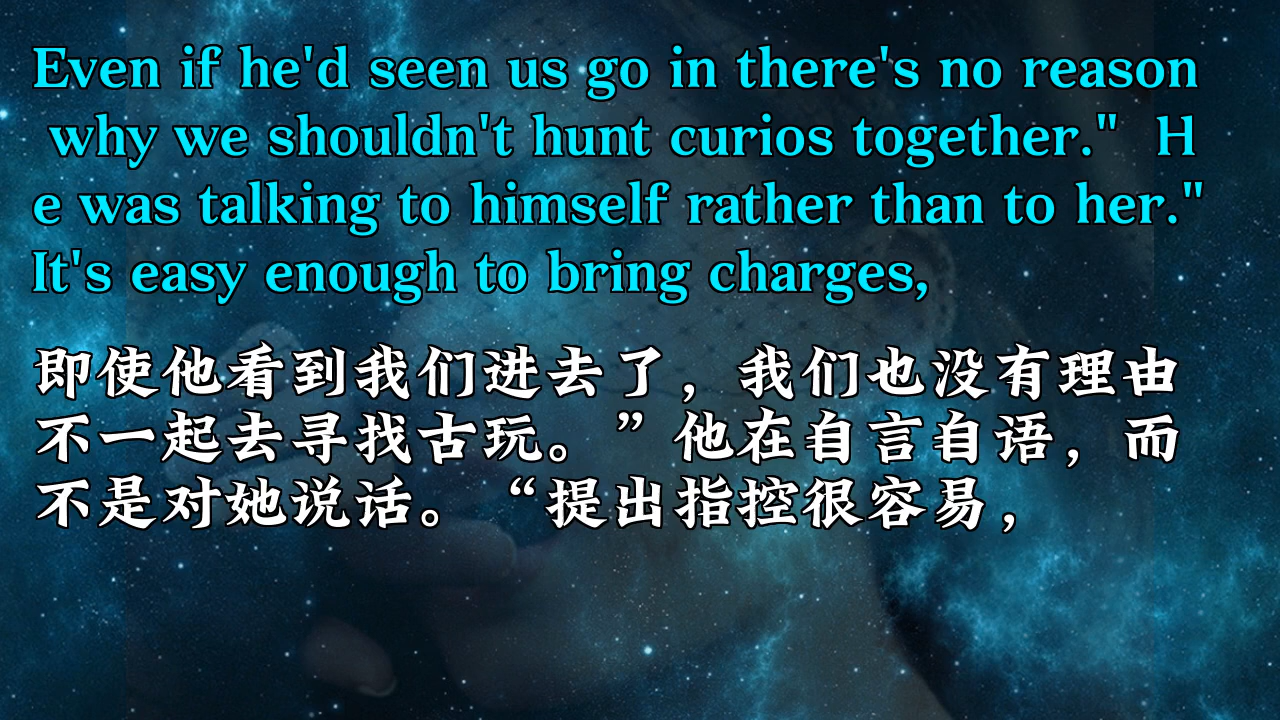 Even if he'd seen us go in there's no reason
why we shouldn't hunt curios together."  H
e was talking to himself rather than to her."
It's easy enough to bring charges,
即使他看到我们进去了，我们也没有理由
不一起去寻找古玩。”他在自言自语，而
不是对她说话。“提出指控很容易，